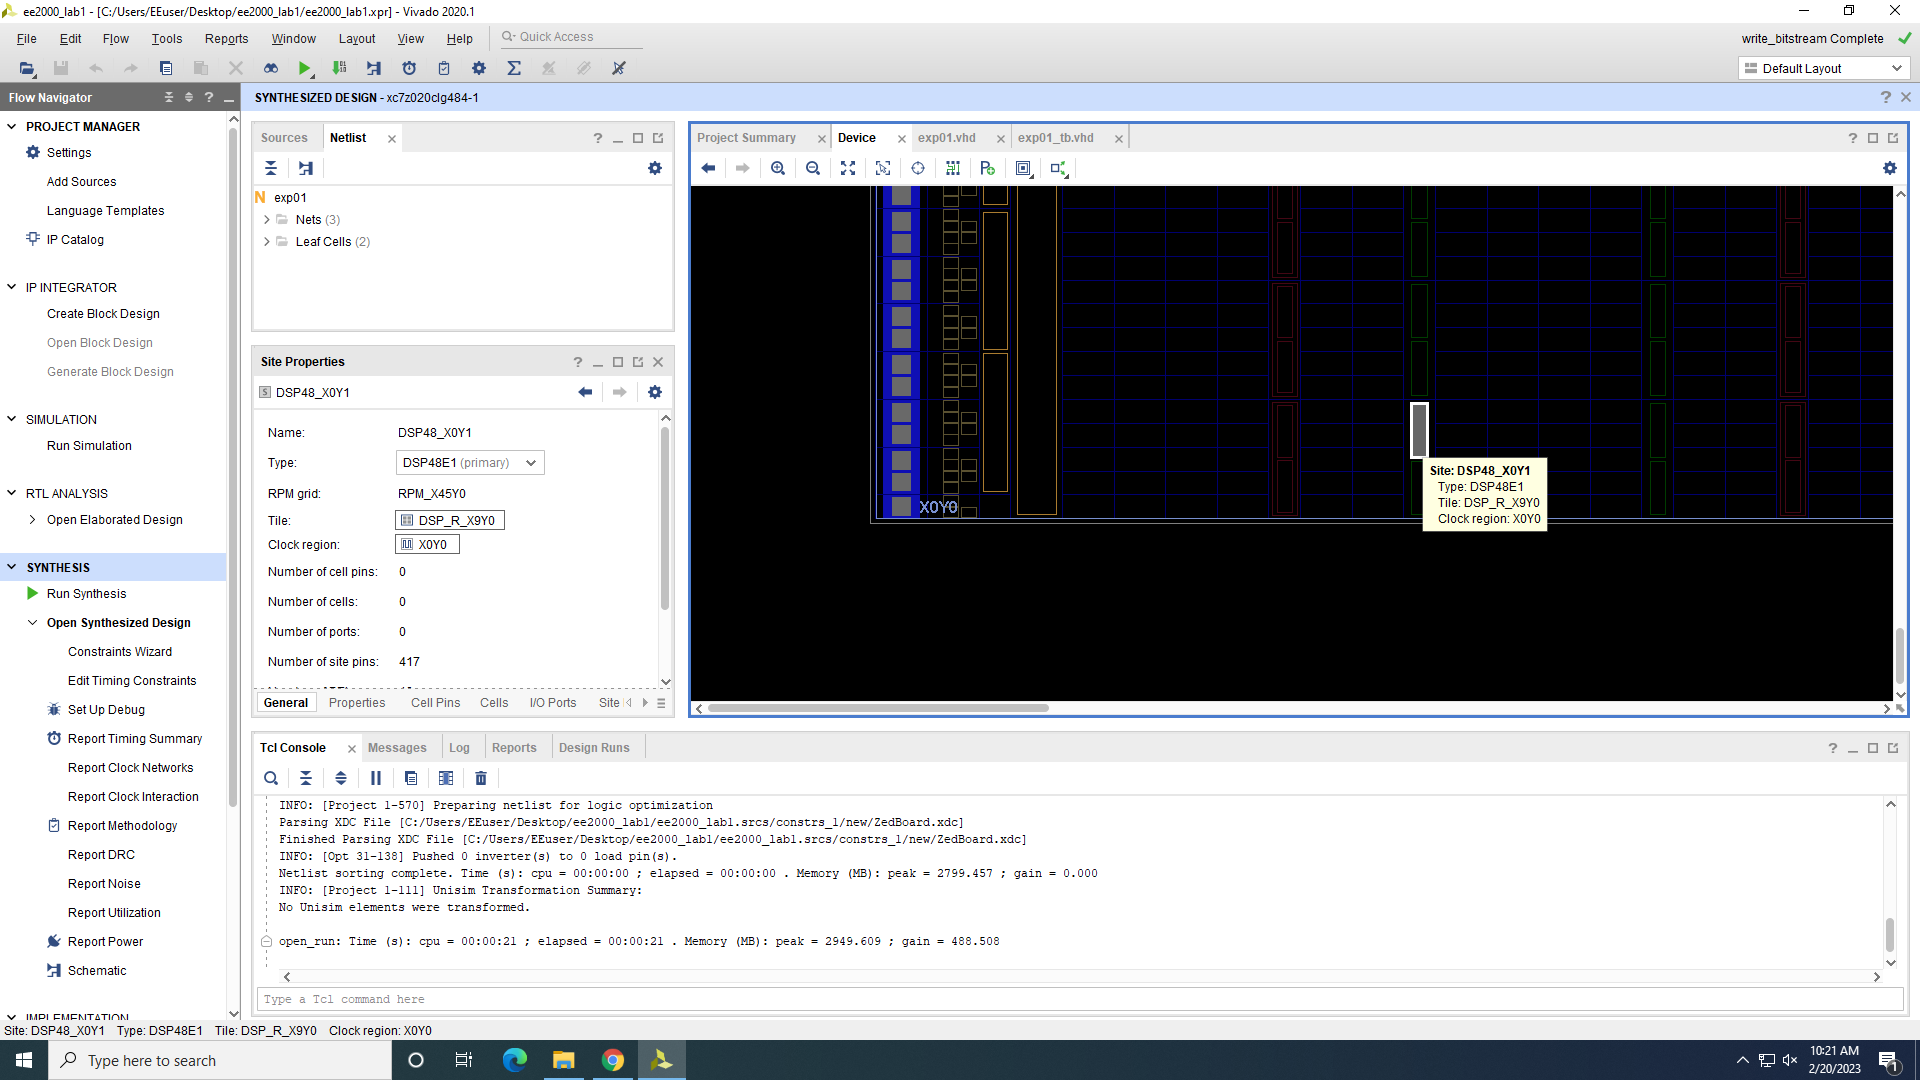 ee2000_lab1 - [C:/Users/EEuser/Desktop/ee2000_lab1/ee2000_lab1.xpr] - Vivado 2020.1
File Edit Flow Tools Reports Window Layout View Help Quick Access
write_bitstream Complete
Default Layout
Flow Navigator
SYNTHESIZED DESIGN - xc7z020clg484-1
PROJECT MANAGER
Settings
Add Sources
Language Templates
IP Catalog
IP INTEGRATOR
Create Block Design
Open Block Design
Generate Block Design
SIMULATION
Run Simulation
RTL ANALYSIS
Open Elaborated Design
SYNTHESIS
Run Synthesis
Open Synthesized Design
Constraints Wizard
Edit Timing Constraints
Set Up Debug
Report Timing Summary
Report Clock Networks
Report Clock Interaction
Report Methodology
Report DRC
Report Noise
Report Utilization
Report Power
Schematic
IMPLEMENTATION
Sources Netlist
N exp01
Nets (3)
Leaf Cells (2)
Site Properties
S DSP48_X0Y1
Name: DSP48_X0Y1
Type: DSP48E1 (primary)
RPM grid: RPM_X45Y0
Tile: DSP_R_X9Y0
Clock region: X0Y0
Number of cell pins: 0
Number of cells: 0
Number of ports: 0
Number of site pins: 417
General Properties Cell Pins Cells I/O Ports Site
Project Summary Device exp01.vhd exp01_tb.vhd
X0Y0
Site: DSP48_X0Y1
Type: DSP48E1
Tile: DSP_R_X9Y0
Clock region: X0Y0
Tcl Console Messages Log Reports Design Runs
INFO: [Project 1-570] Preparing netlist for logic optimization
Parsing XDC File [C:/Users/EEuser/Desktop/ee2000_lab1/ee2000_lab1.srcs/constrs_1/new/ZedBoard.xdc]
Finished Parsing XDC File [C:/Users/EEuser/Desktop/ee2000_lab1/ee2000_lab1.srcs/constrs_1/new/ZedBoard.xdc]
INFO: [Opt 31-138] Pushed 0 inverter(s) to 0 load pin(s).
Netlist sorting complete. Time (s): cpu = 00:00:00 ; elapsed = 00:00:00 . Memory (MB): peak = 2799.457 ; gain = 0.000
INFO: [Project 1-111] Unisim Transformation Summary:
No Unisim elements were transformed.
open_run: Time (s): cpu = 00:00:21 ; elapsed = 00:00:21 . Memory (MB): peak = 2949.609 ; gain = 488.508
Type a Tcl command here
Site: DSP48_X0Y1 Type: DSP48E1 Tile: DSP_R_X9Y0 Clock region: X0Y0
Type here to search
10:21 AM
2/20/2023
1